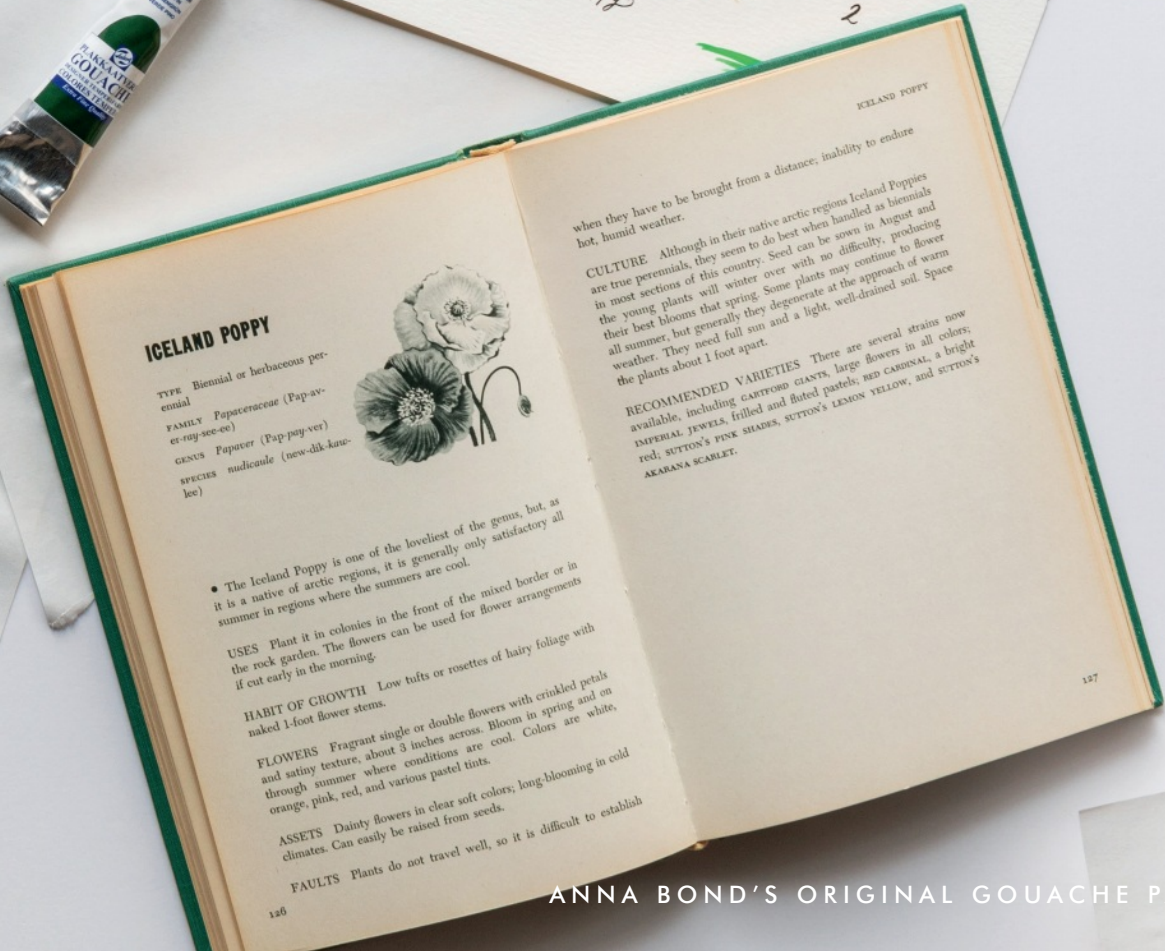 PLAKKAATVERF
GOUACHE
COLORES TEMPERA
Extra Fine Quality
2
ICELAND POPPY
TYPE Biennial or herbaceous per-
ennial
FAMILY Papaveraceae (Pap-av-
er-ray-see-ee)
GENUS Papaver (Pap-pay-ver)
SPECIES nudicaule (new-dik-kaw-
lee)
• The Iceland Poppy is one of the loveliest of the genus, but, as
it is a native of arctic regions, it is generally only satisfactory all
summer in regions where the summers are cool.
USES Plant it in colonies in the front of the mixed border or in
the rock garden. The flowers can be used for flower arrangements
if cut early in the morning.
HABIT OF GROWTH Low tufts or rosettes of hairy foliage with
naked 1-foot flower stems.
FLOWERS Fragrant single or double flowers with crinkled petals
and satiny texture, about 3 inches across. Bloom in spring and on
through summer where conditions are cool. Colors are white,
orange, pink, red, and various pastel tints.
ASSETS Dainty flowers in clear soft colors; long-blooming in cold
climates. Can easily be raised from seeds.
FAULTS Plants do not travel well, so it is difficult to establish
126
ICELAND POPPY
when they have to be brought from a distance; inability to endure
hot, humid weather.
CULTURE Although in their native arctic regions Iceland Poppies
are true perennials, they seem to do best when handled as biennials
in most sections of this country. Seed can be sown in August and
the young plants will winter over with no difficulty, producing
their best blooms that spring. Some plants may continue to flower
all summer, but generally they degenerate at the approach of warm
weather. They need full sun and a light, well-drained soil. Space
the plants about 1 foot apart.
RECOMMENDED VARIETIES There are several strains now
available, including GARTFORD GIANTS, large flowers in all colors;
IMPERIAL JEWELS, frilled and fluted pastels; RED CARDINAL, a bright
red; SUTTON'S PINK SHADES, SUTTON'S LEMON YELLOW, and SUTTON'S
AKARANA SCARLET.
127
ANNA BOND'S ORIGINAL GOUACHE P